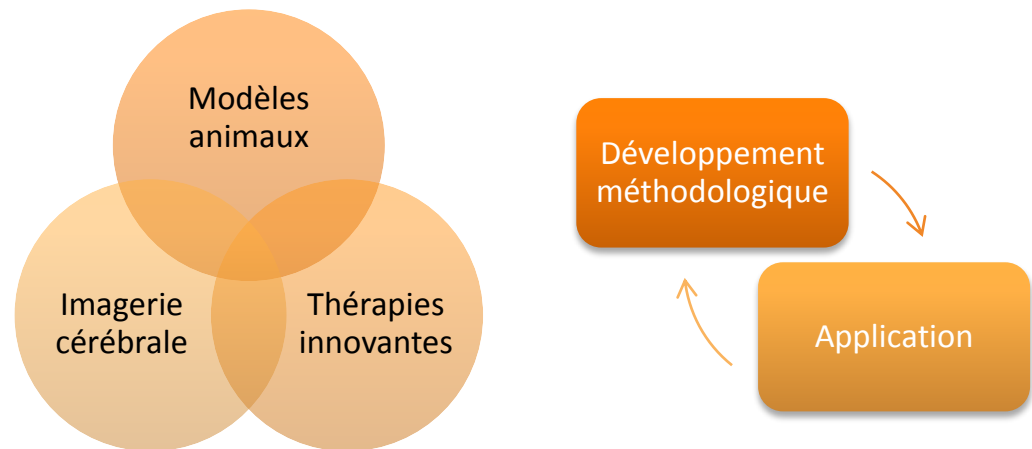 Modèles
animaux
Imagerie
cérébrale
Thérapies
innovantes
Développement
méthodologique
Application